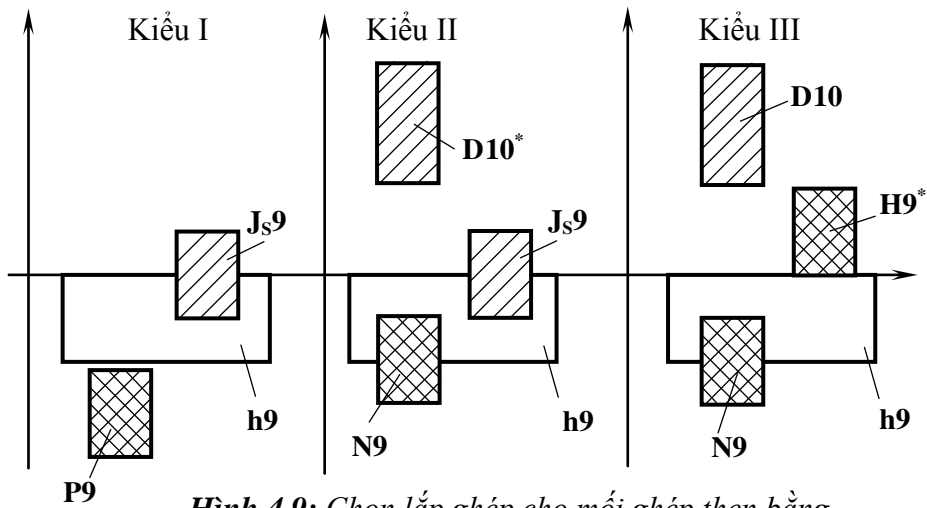 Kiểu I
Kiểu II
Kiểu III
D10
D10*
H9*
JS9
JS9
h9
h9
h9
N9
N9
P9
Hình 4.9: Chọn lắp ghép cho mối ghép then bằng